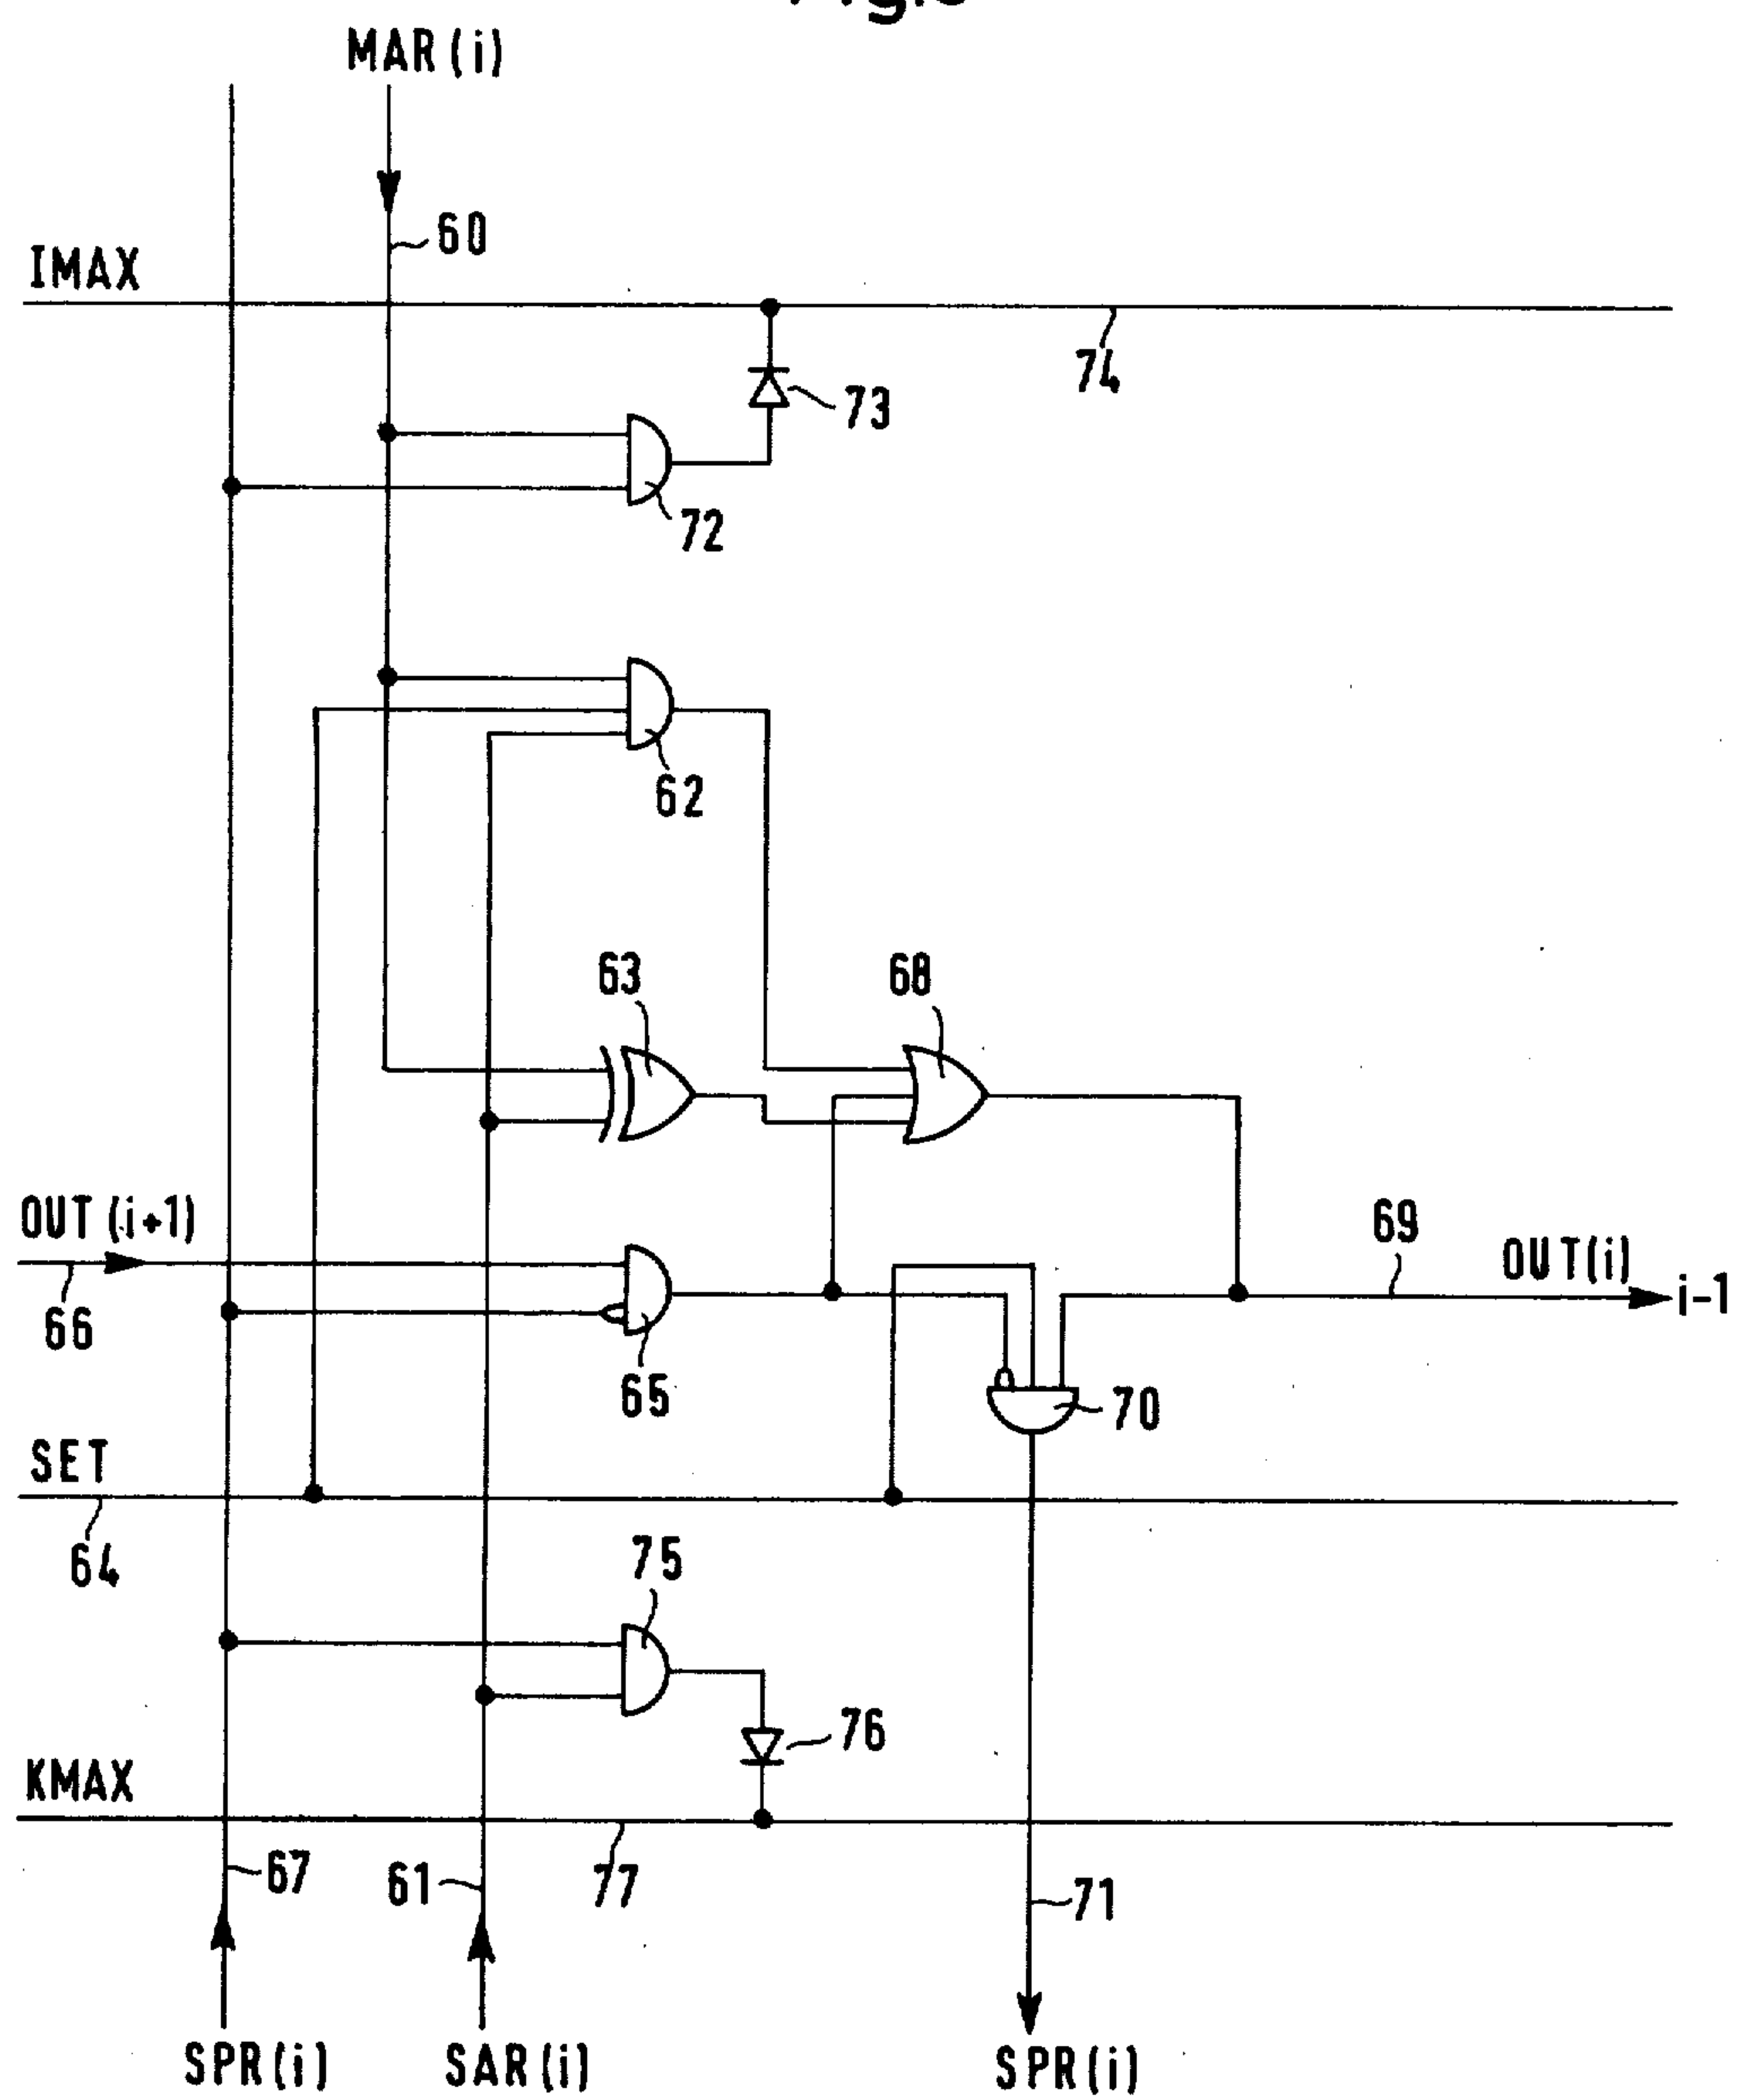 MAR(i)
60
IMAX
74
73
72
62
63
68
OUT(i+1)
69
OUT(i)
i-1
66
65
70
SET
64
75
76
KMAX
67
61
77
71
SPR(i)
SAR(i)
SPR(i)